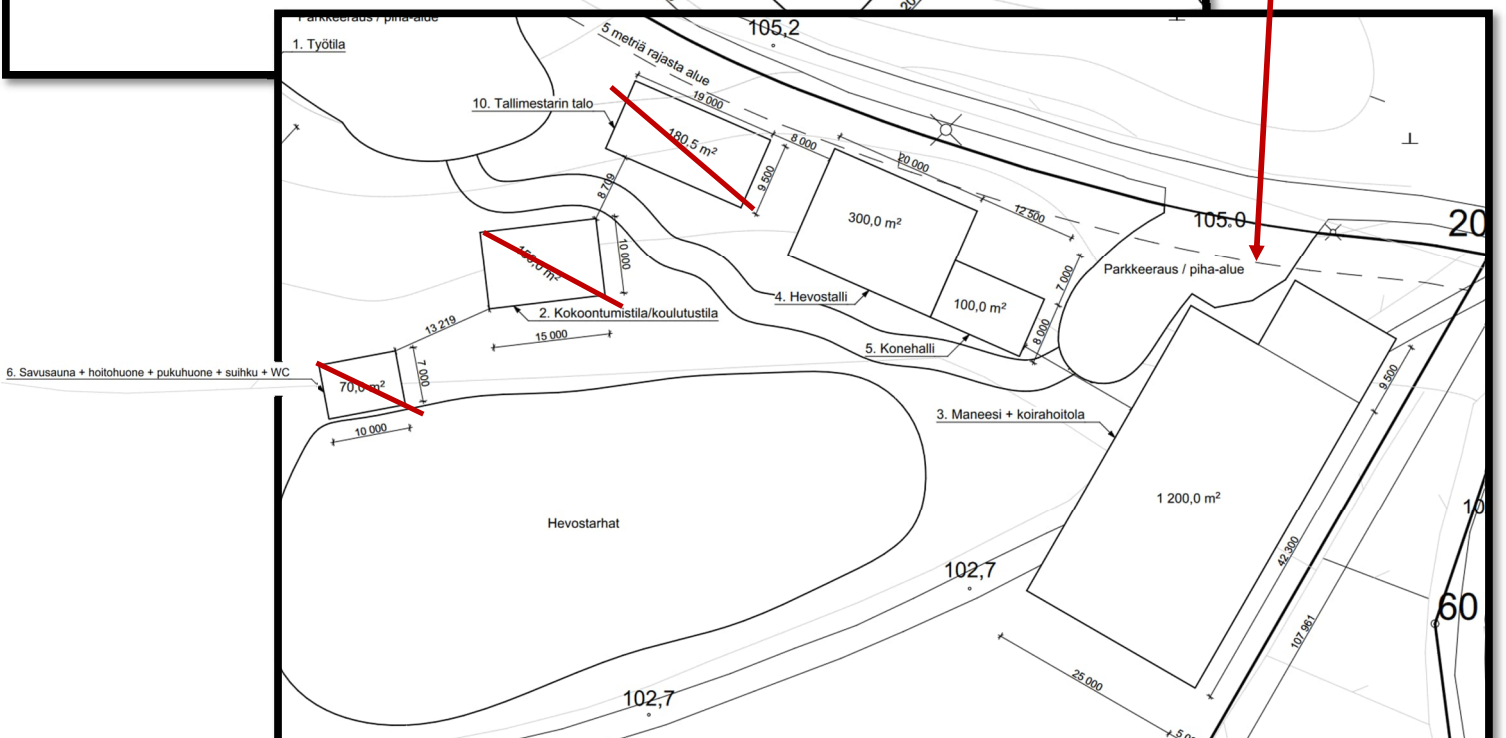 Parkkeeraus / piha-alue
1. Työtila
105,2
5 metriä rajasta alue
10. Tallimestarin talo
19 000
180,5 m²
8 000
9 500
20 000
12 500
8 709
300,0 m²
105.0
20
10 000
Parkkeeraus / piha-alue
7 000
4. Hevostalli
100,0 m²
2. Kokoontumistila/koulutustila
13 219
15 000
8 000
5. Konehalli
6. Savusauna + hoitohuone + pukuhuone + suihku + WC
70,0 m²
7 000
9 500
3. Maneesi + koirahoitola
10 000
1 200,0 m²
Hevostarhat
42 300
102,7
60
107 961
25 000
102,7